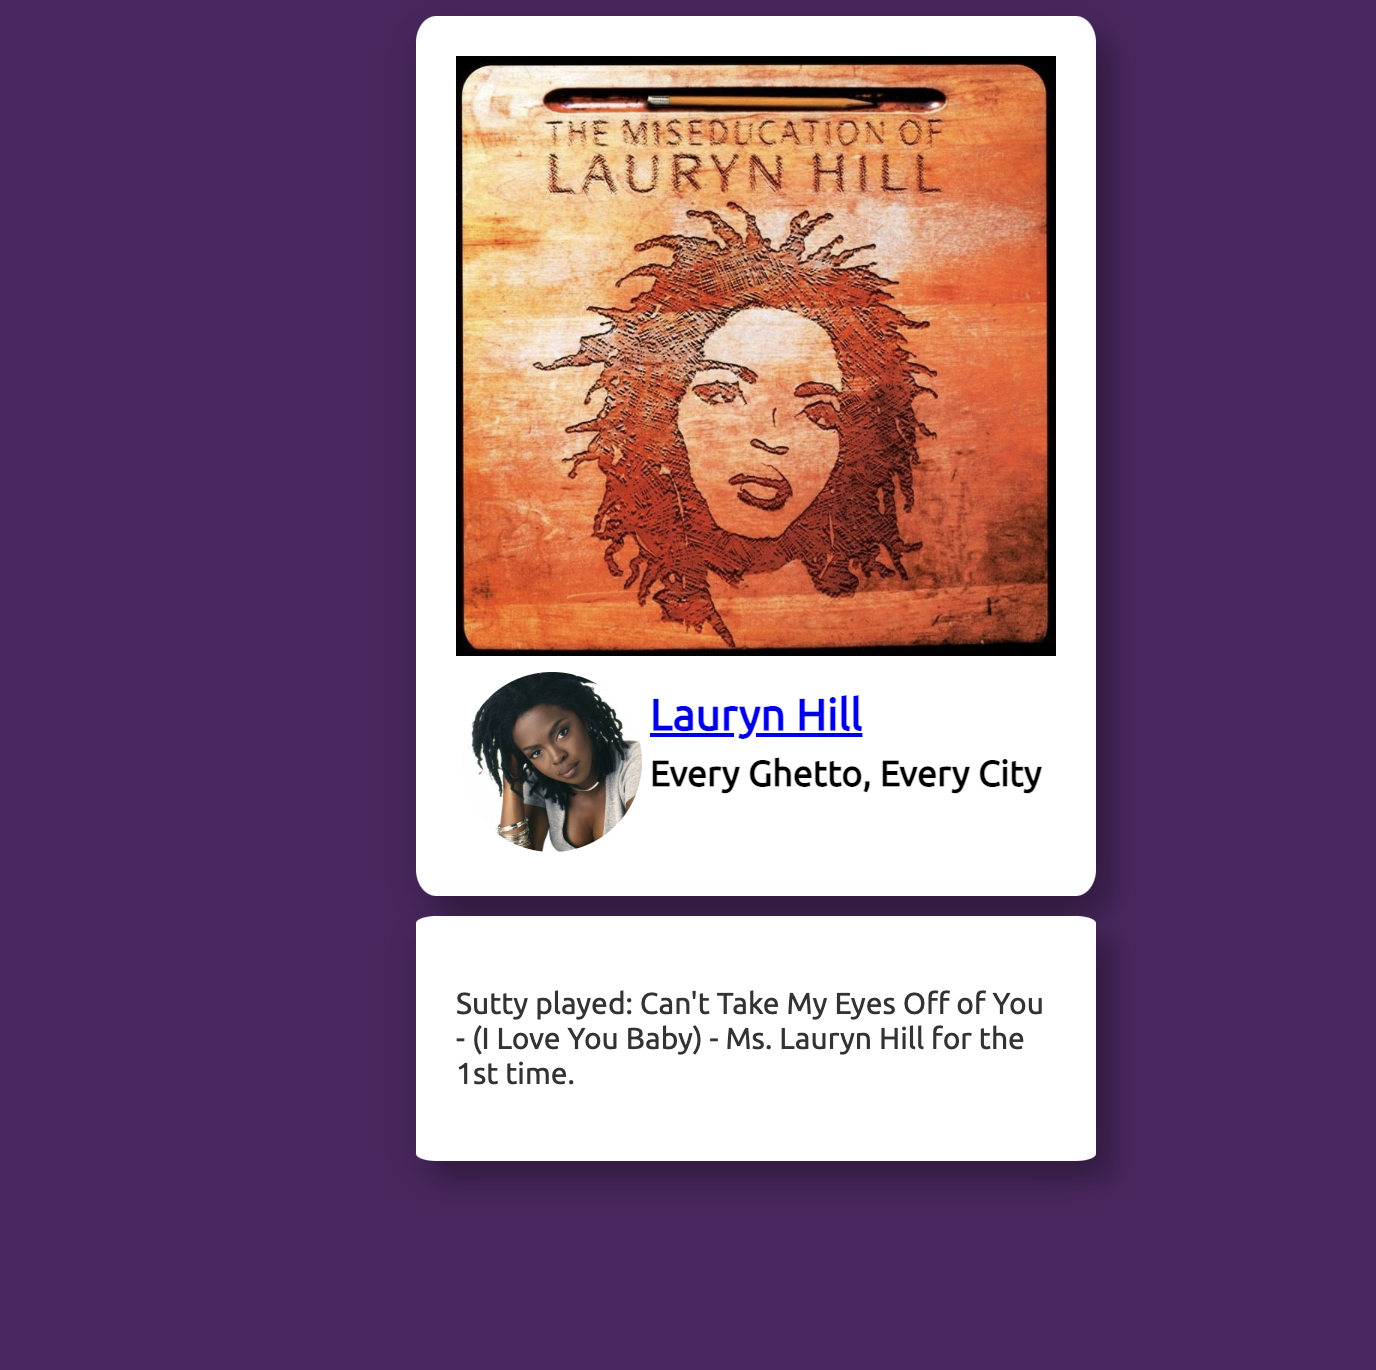 THE MISEDUCATION OF
LAURYN HILL
Lauryn Hill
Every Ghetto, Every City
Sutty played: Can't Take My Eyes Off of You
- (I Love You Baby) - Ms. Lauryn Hill for the
1st time.